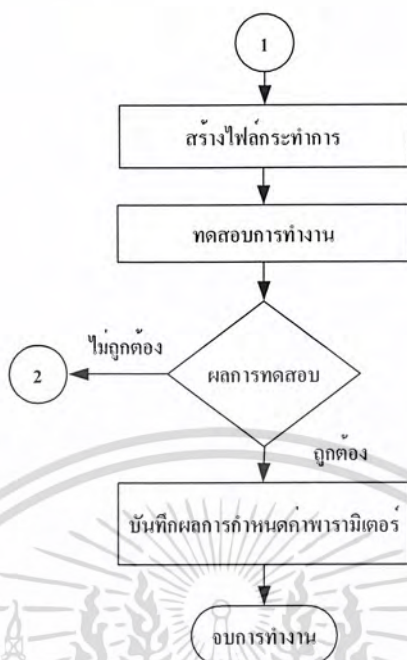 1
สร้างไฟล์กระทำการ
ทดสอบการทำงาน
ไม่ถูกต้อง
2
ผลการทดสอบ
ถูกต้อง
บันทึกผลการกำหนดค่าพารามิเตอร์
จบการทำงาน